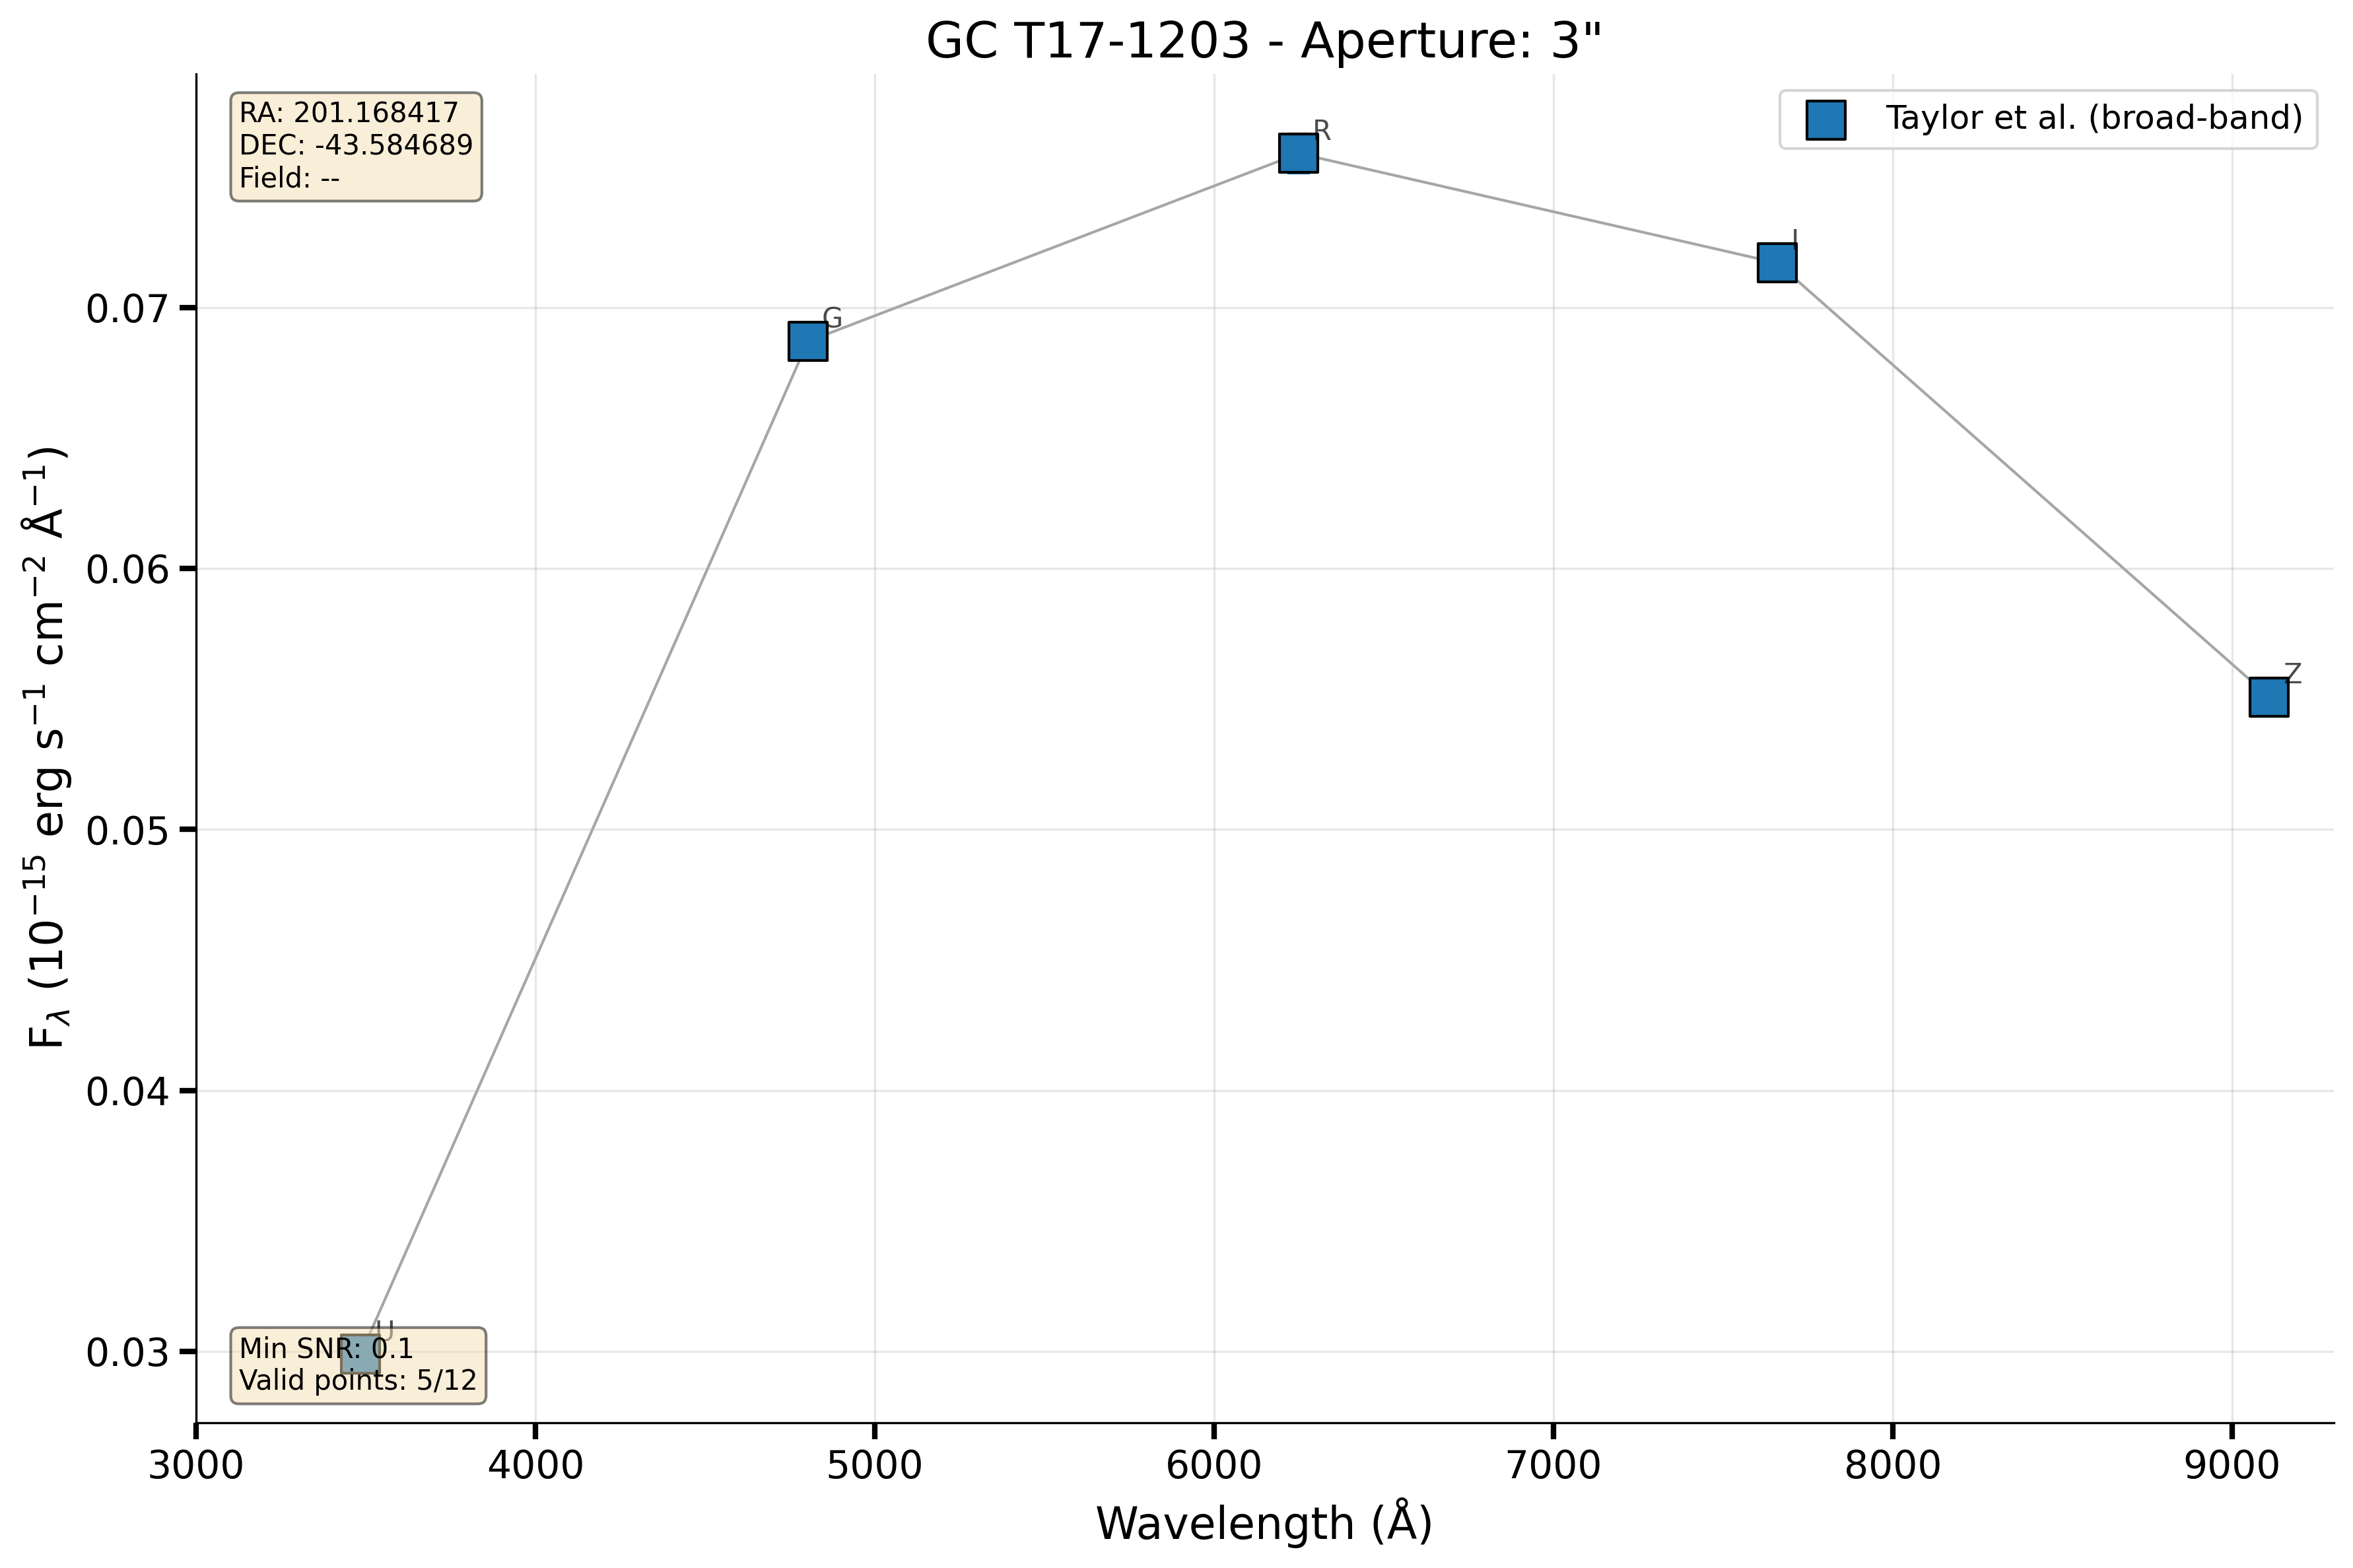 GC T17-1203 - Aperture: 3"
RA: 201.168417
DEC: -43.584689
Field: --
Taylor et al. (broad-band)
R
I
G
Z
U
Min SNR: 0.1
Valid points: 5/12
0.07
0.06
0.05
0.04
0.03
F_λ (10⁻¹⁵ erg s⁻¹ cm⁻² Å⁻¹)
3000 4000 5000 6000 7000 8000 9000
Wavelength (Å)